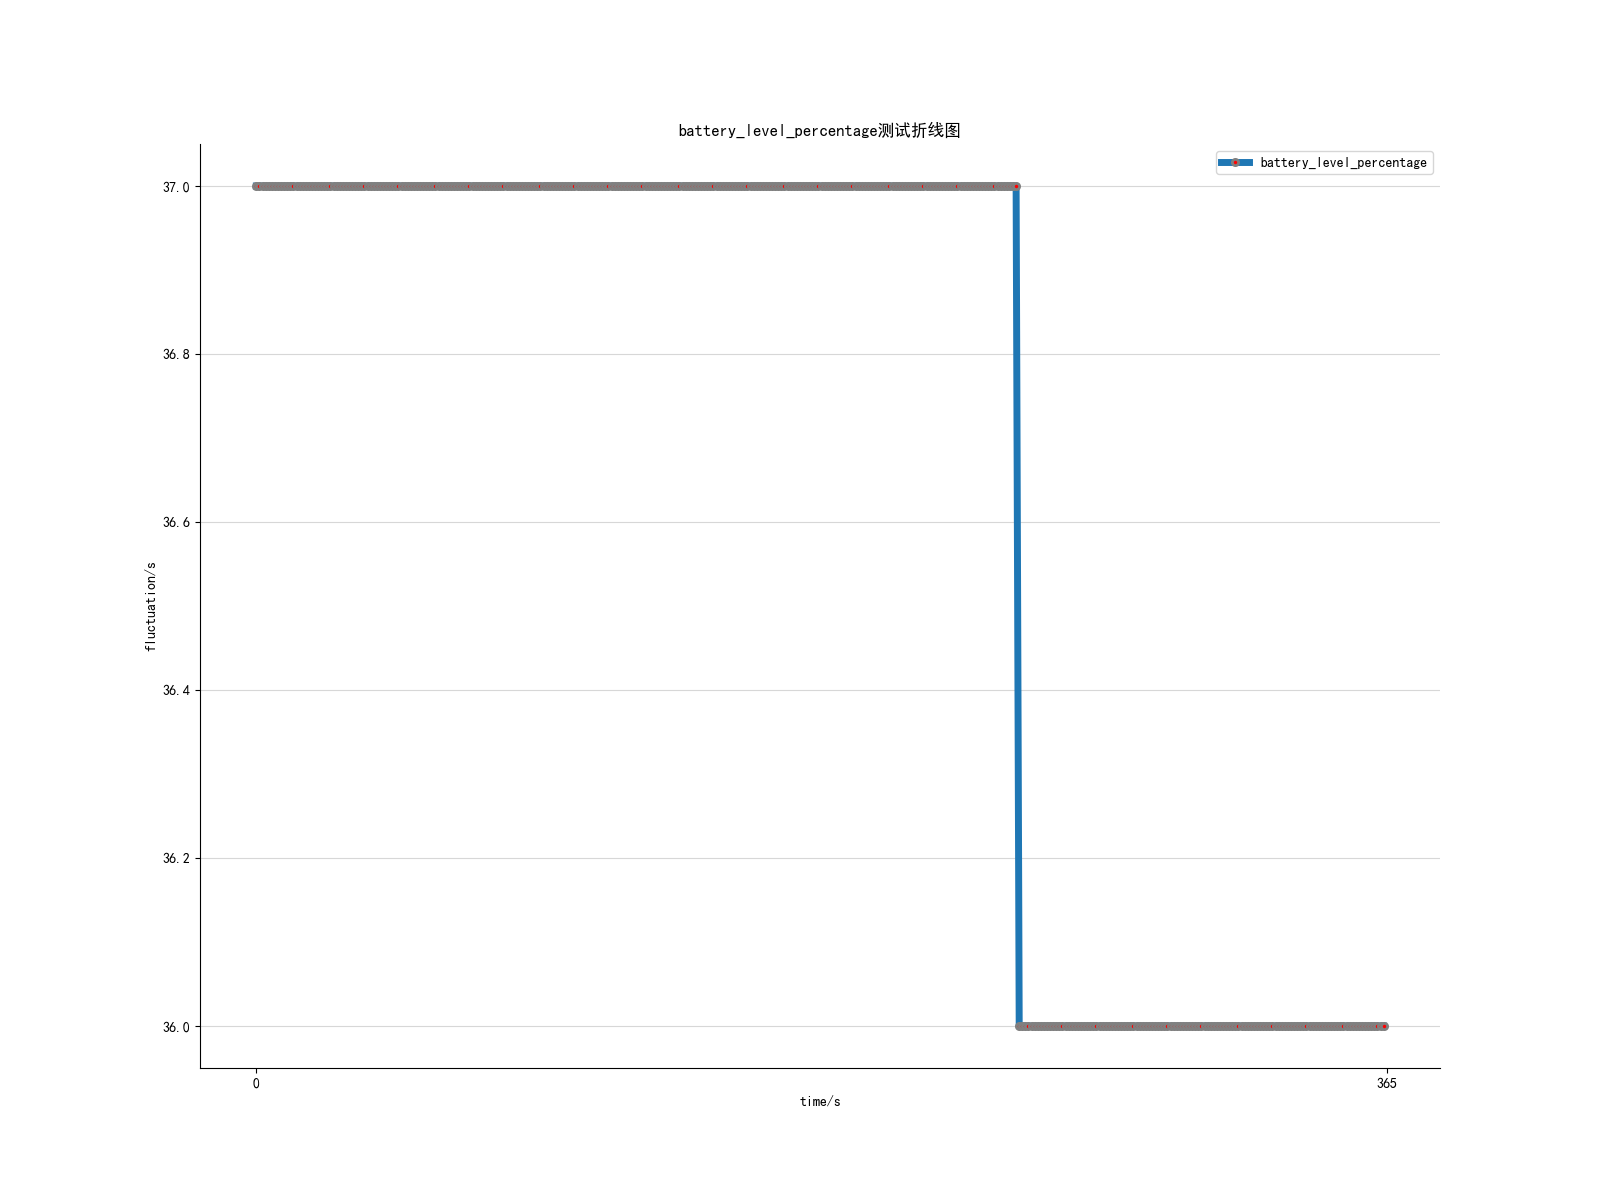 battery_level_percentage测试折线图
battery_level_percentage
37.0
36.8
36.6
36.4
36.2
36.0
fluctuation/s
0
365
time/s